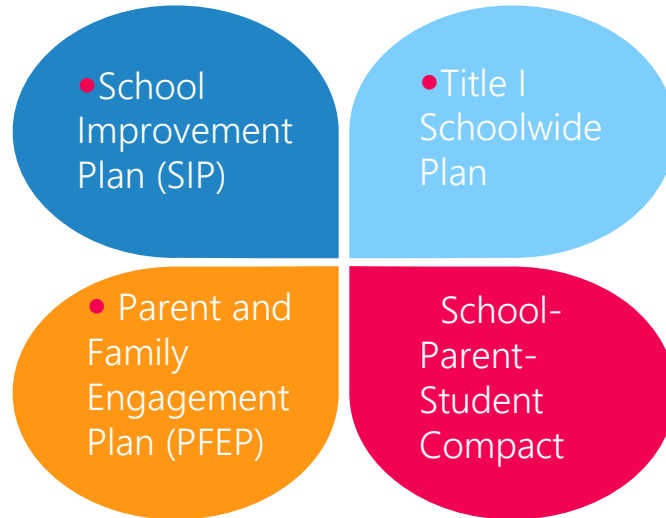 •School
Improvement
Plan (SIP)
•Title I
Schoolwide
Plan
• Parent and
Family
Engagement
Plan (PFEP)
School-
Parent-
Student
Compact